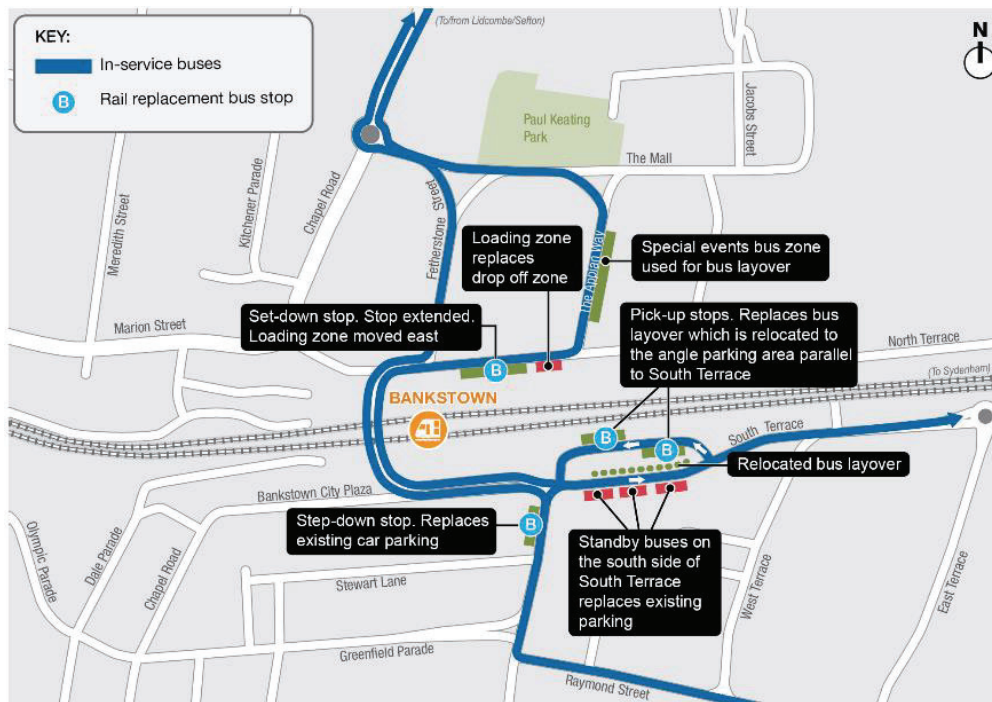 KEY:
In-service buses
B
Rail replacement bus stop
(To/from Lidcombe/Sefton)
N
Paul Keating
Park
Jacobs Street
The Mall
Meredith Street
Kitchener Parade
Chapel Road
Fetherstone Street
Loading zone
replaces
drop off zone
The Appian Way
Special events bus zone
used for bus layover
Marion Street
Set-down stop. Stop extended.
Loading zone moved east
Pick-up stops. Replaces bus
layover which is relocated to
the angle parking area parallel
to South Terrace
North Terrace
B
BANKSTOWN
(To Sydenham)
B
B
South Terrace
Relocated bus layover
Bankstown City Plaza
Step-down stop. Replaces
existing car parking
B
Standby buses on
the south side of
South Terrace
replaces existing
parking
Olympic Parade
Dale Parade
Chapel Road
Stewart Lane
West Terrace
East Terrace
Greenfield Parade
Raymond Street